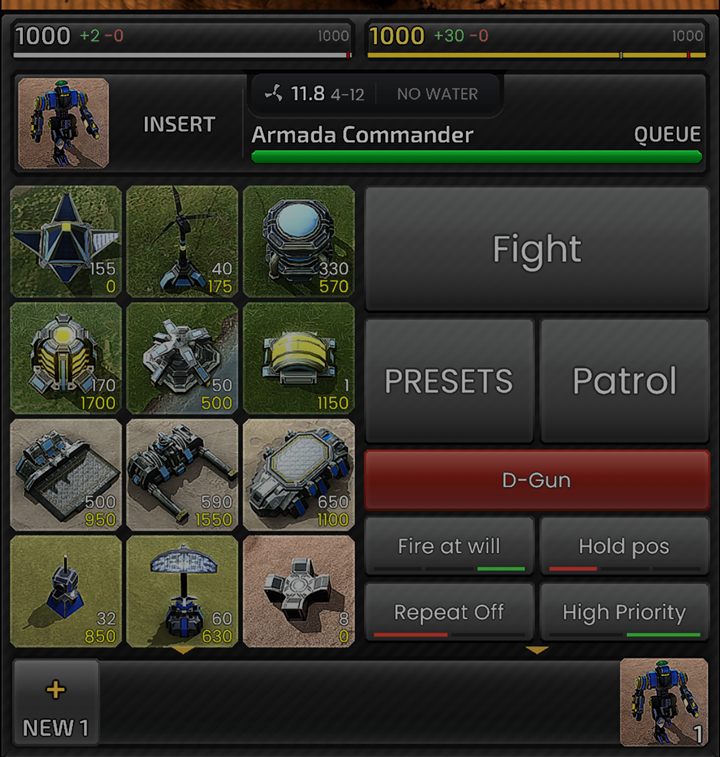 1000 +2 -0 1000
1000 +30 -0 1000
11.8 4-12 NO WATER
INSERT
Armada Commander QUEUE
155
0
40
175
330
570
Fight
170
1700
50
500
1
1150
PRESETS Patrol
500
950
590
1550
650
1100
D-Gun
Fire at will Hold pos
32
850
60
630
8
0
Repeat Off High Priority
+
NEW 1
1